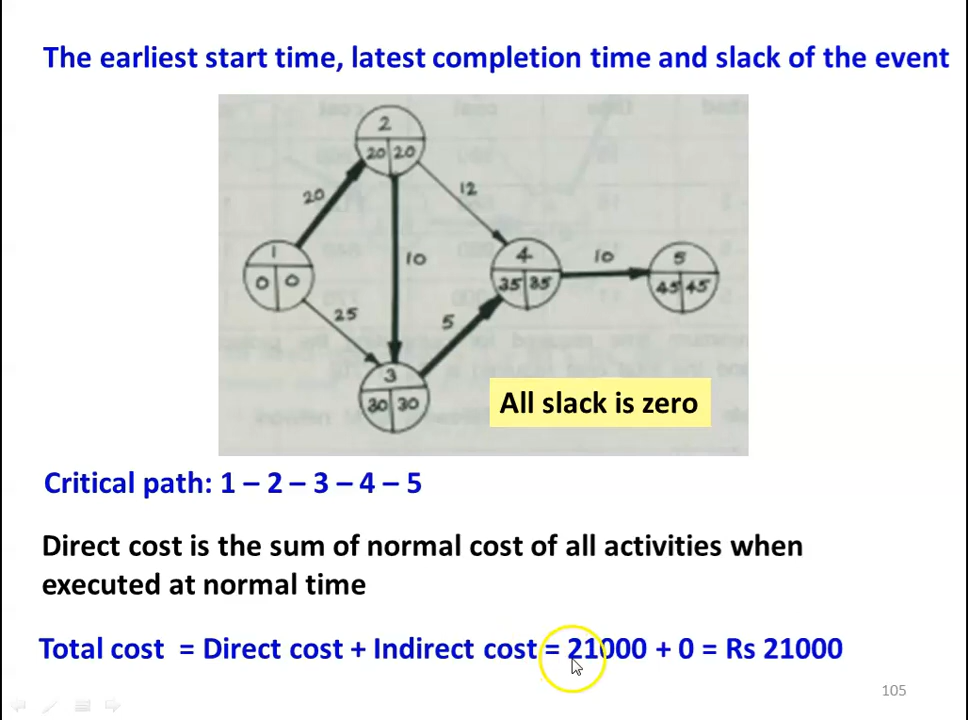 The earliest start time, latest completion time and slack of the event
2
20 20
20
12
1
0 0
10
4
35 35
10
5
45 45
25
5
3
30 30
All slack is zero
Critical path: 1 – 2 – 3 – 4 – 5
Direct cost is the sum of normal cost of all activities when
executed at normal time
Total cost = Direct cost + Indirect cost = 21000 + 0 = Rs 21000
105